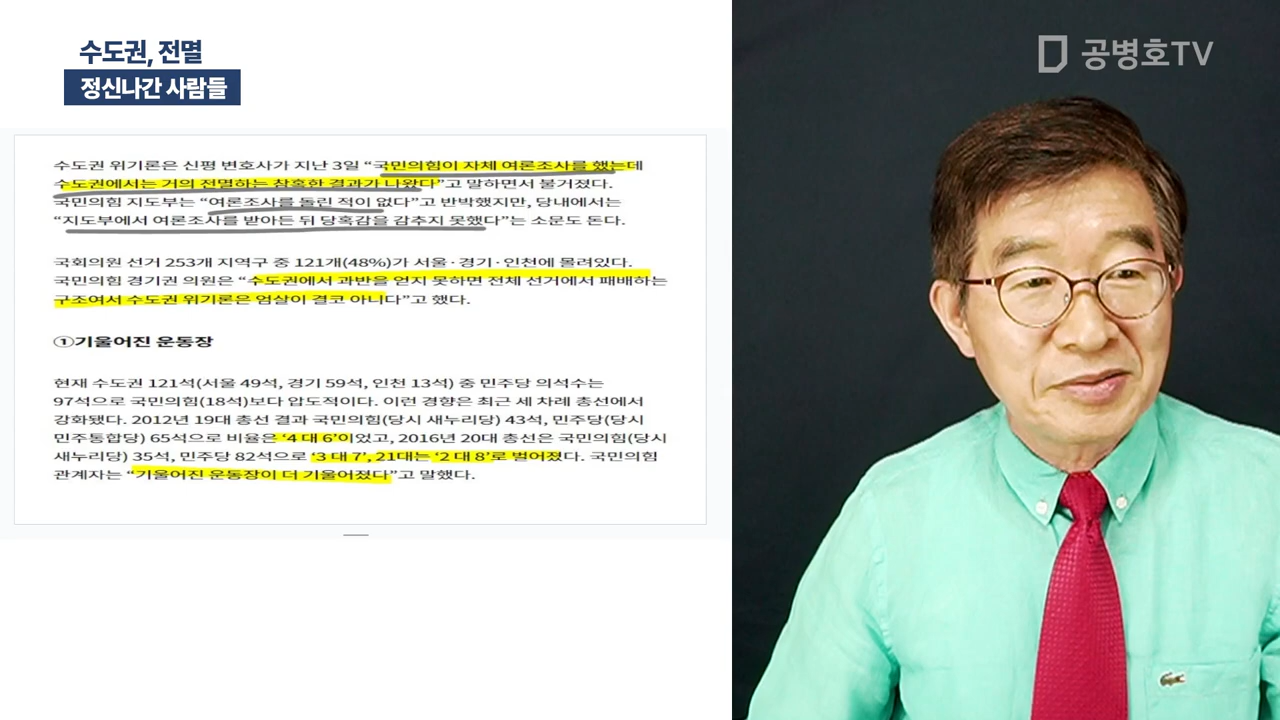 수도권, 전멸
정신나간 사람들
공병호TV
수도권 위기론은 신평 변호사가 지난 3일 “국민의힘이 자체 여론조사를 했는데
수도권에서는 거의 전멸하는 참혹한 결과가 나왔다”고 말하면서 불거졌다.
국민의힘 지도부는 “여론조사를 돌린 적이 없다”고 반박했지만, 당내에서는
“지도부에서 여론조사를 받아든 뒤 당혹감을 감추지 못했다”는 소문도 돈다.
국회의원 선거 253개 지역구 중 121개(48%)가 서울·경기·인천에 몰려있다.
국민의힘 경기권 의원은 “수도권에서 과반을 얻지 못하면 전체 선거에서 패배하는
구조여서 수도권 위기론은 엄살이 결코 아니다”고 했다.
①기울어진 운동장
현재 수도권 121석(서울 49석, 경기 59석, 인천 13석) 중 민주당 의석수는
97석으로 국민의힘(18석)보다 압도적이다. 이런 경향은 최근 세 차례 총선에서
강화됐다. 2012년 19대 총선 결과 국민의힘(당시 새누리당) 43석, 민주당(당시
민주통합당) 65석으로 비율은 ‘4 대 6’이었고, 2016년 20대 총선은 국민의힘(당시
새누리당) 35석, 민주당 82석으로 ‘3 대 7’, 21대는 ‘2 대 8’로 벌어졌다. 국민의힘
관계자는 “기울어진 운동장이 더 기울어졌다”고 말했다.